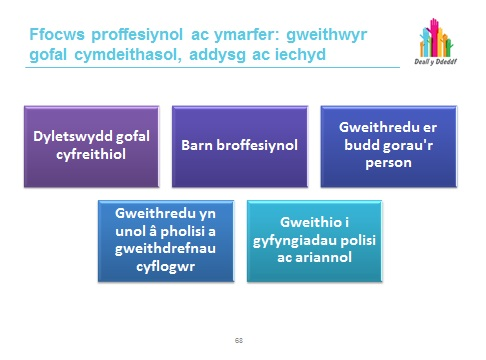 Ffocws proffesiynol ac ymarfer: gweithwyr
gofal cymdeithasol, addysg ac iechyd
Deall y Ddeddf
Dyletswydd gofal
cyfreithiol
Barn broffesiynol
Gweithredu er
budd gorau'r
person
Gweithredu yn
unol â pholisi a
gweithdrefnau
cyflogwr
Gweithio i
gyfyngiadau polisi
ac ariannol
68